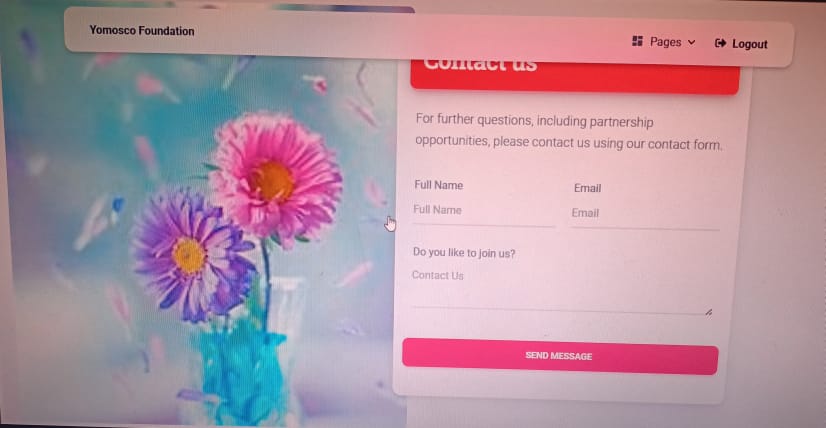 Yomosco Foundation
Pages
Logout
Contact us
For further questions, including partnership
opportunities, please contact us using our contact form.
Full Name
Email
Full Name
Email
Do you like to join us?
Contact Us
SEND MESSAGE